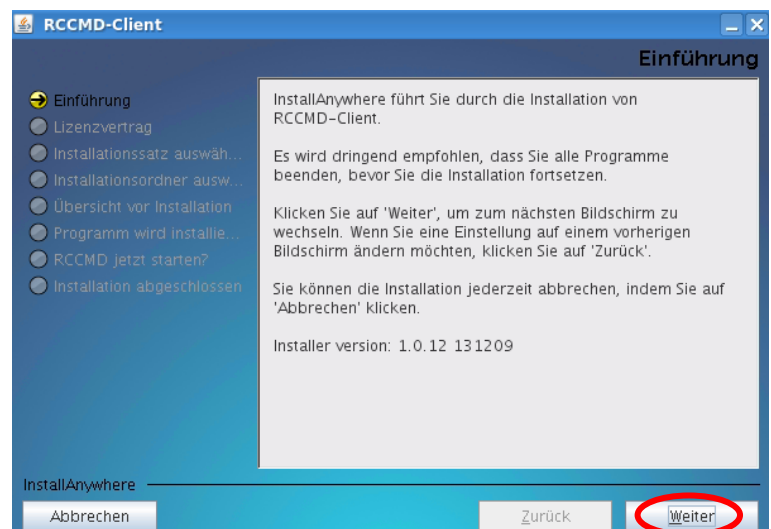 RCCMD-Client
Einführung
Einführung
Lizenzvertrag
Installationssatz auswäh...
Installationsordner ausw...
Übersicht vor Installation
Programm wird installie...
RCCMD jetzt starten?
Installation abgeschlossen
InstallAnywhere führt Sie durch die Installation von
RCCMD-Client.
Es wird dringend empfohlen, dass Sie alle Programme
beenden, bevor Sie die Installation fortsetzen.
Klicken Sie auf 'Weiter', um zum nächsten Bildschirm zu
wechseln. Wenn Sie eine Einstellung auf einem vorherigen
Bildschirm ändern möchten, klicken Sie auf 'Zurück'.
Sie können die Installation jederzeit abbrechen, indem Sie auf
'Abbrechen' klicken.
Installer version: 1.0.12 131209
InstallAnywhere
Abbrechen
Zurück
Weiter